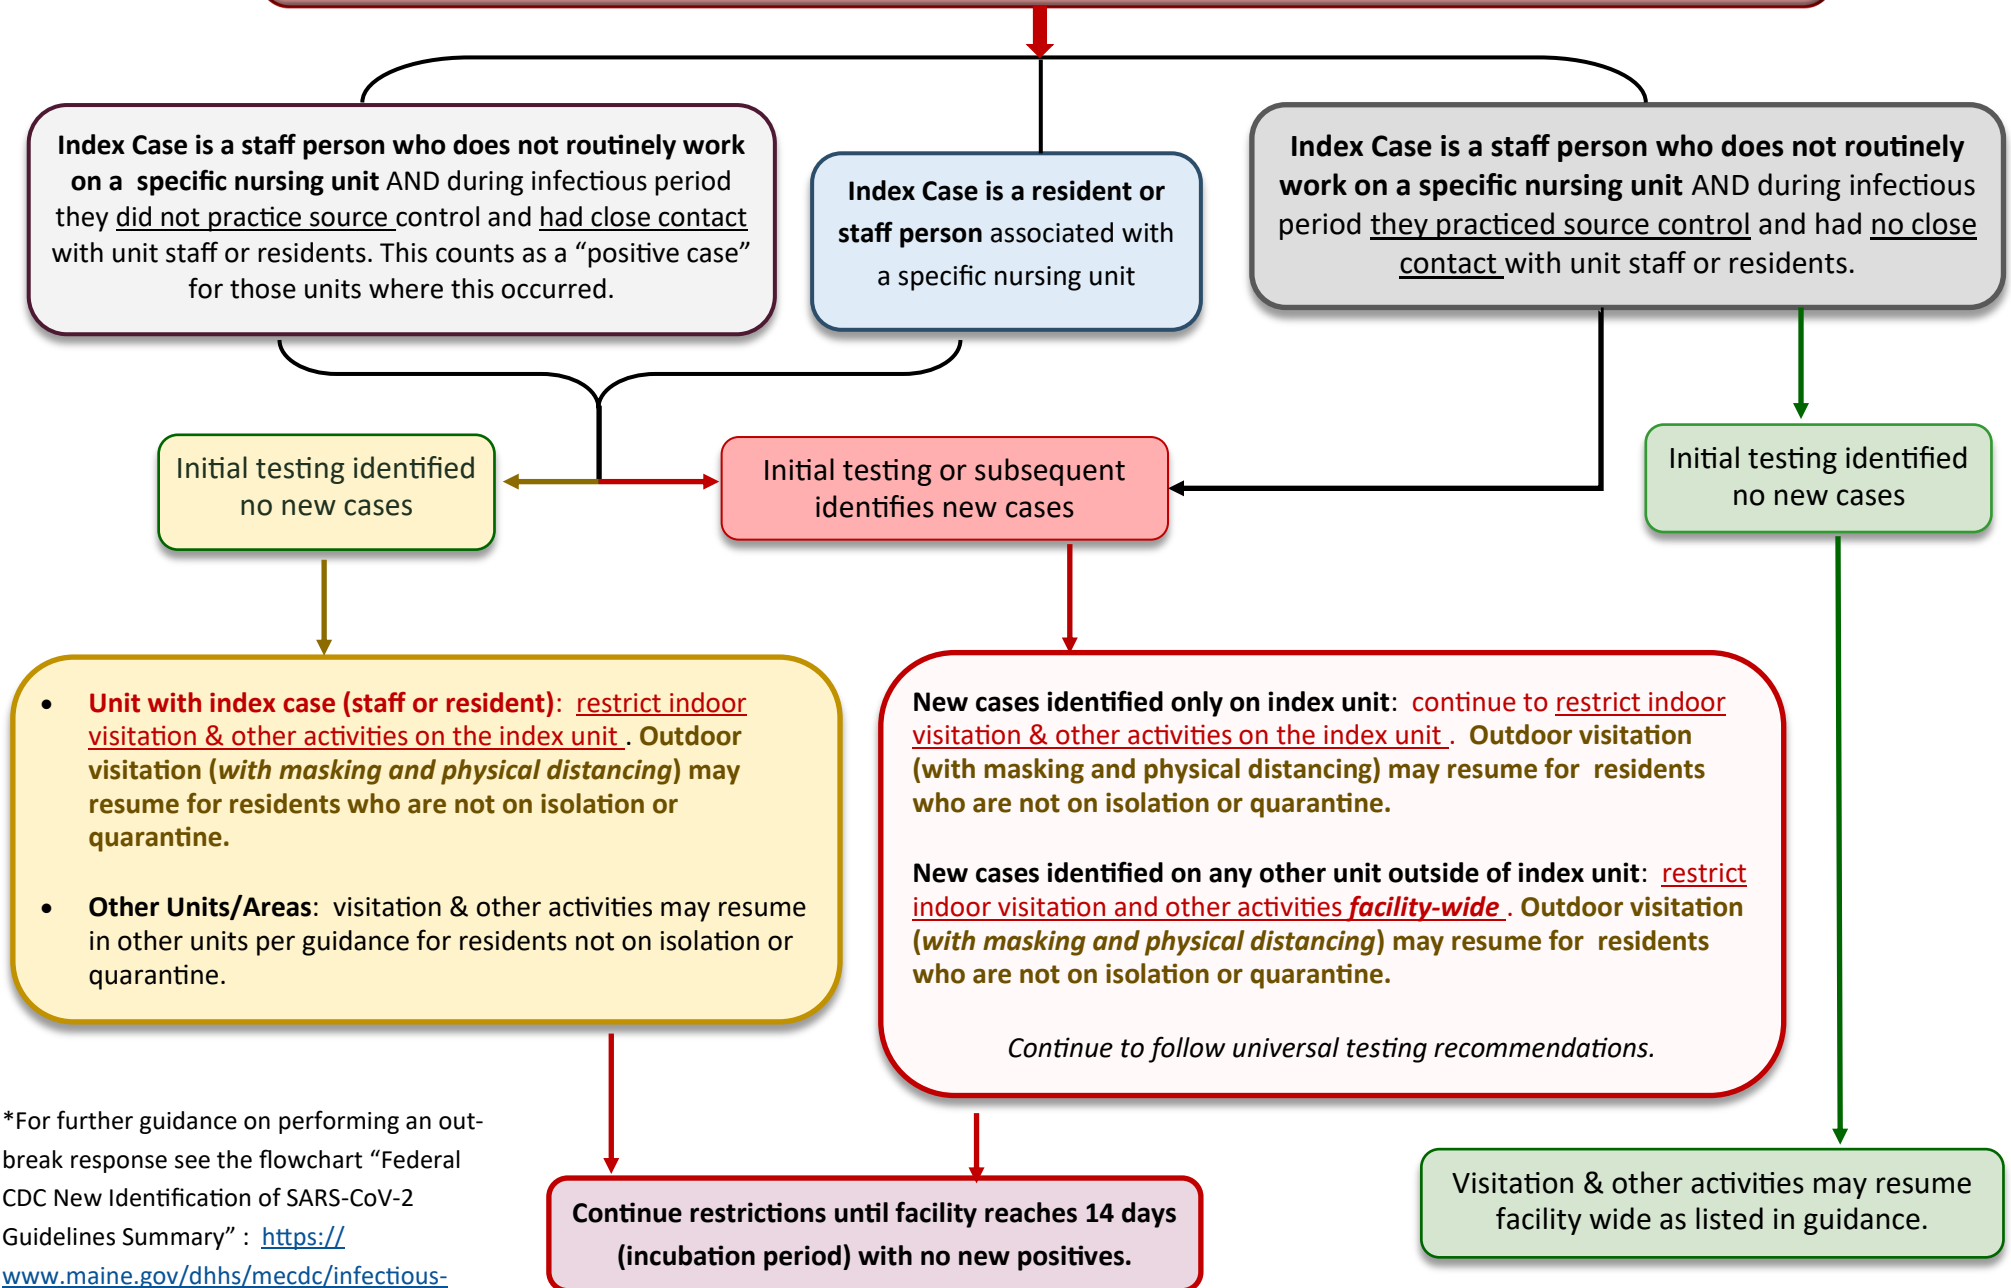 Index Case is a staff person who does not routinely work
on a specific nursing unit AND during infectious period
they did not practice source control and had close contact
with unit staff or residents. This counts as a “positive case”
for those units where this occurred.
Index Case is a resident or
staff person associated with
a specific nursing unit
Index Case is a staff person who does not routinely
work on a specific nursing unit AND during infectious
period they practiced source control and had no close
contact with unit staff or residents.
Initial testing identified
no new cases
Initial testing or subsequent
identifies new cases
Initial testing identified
no new cases
• Unit with index case (staff or resident): restrict indoor
visitation & other activities on the index unit . Outdoor
visitation (with masking and physical distancing) may
resume for residents who are not on isolation or
quarantine.
• Other Units/Areas: visitation & other activities may resume
in other units per guidance for residents not on isolation or
quarantine.
New cases identified only on index unit: continue to restrict indoor
visitation & other activities on the index unit . Outdoor visitation
(with masking and physical distancing) may resume for residents
who are not on isolation or quarantine.
New cases identified on any other unit outside of index unit: restrict
indoor visitation and other activities facility-wide . Outdoor visitation
(with masking and physical distancing) may resume for residents
who are not on isolation or quarantine.
Continue to follow universal testing recommendations.
*For further guidance on performing an out-
break response see the flowchart “Federal
CDC New Identification of SARS-CoV-2
Guidelines Summary” : https://
www.maine.gov/dhhs/mecdc/infectious-
Continue restrictions until facility reaches 14 days
(incubation period) with no new positives.
Visitation & other activities may resume
facility wide as listed in guidance.